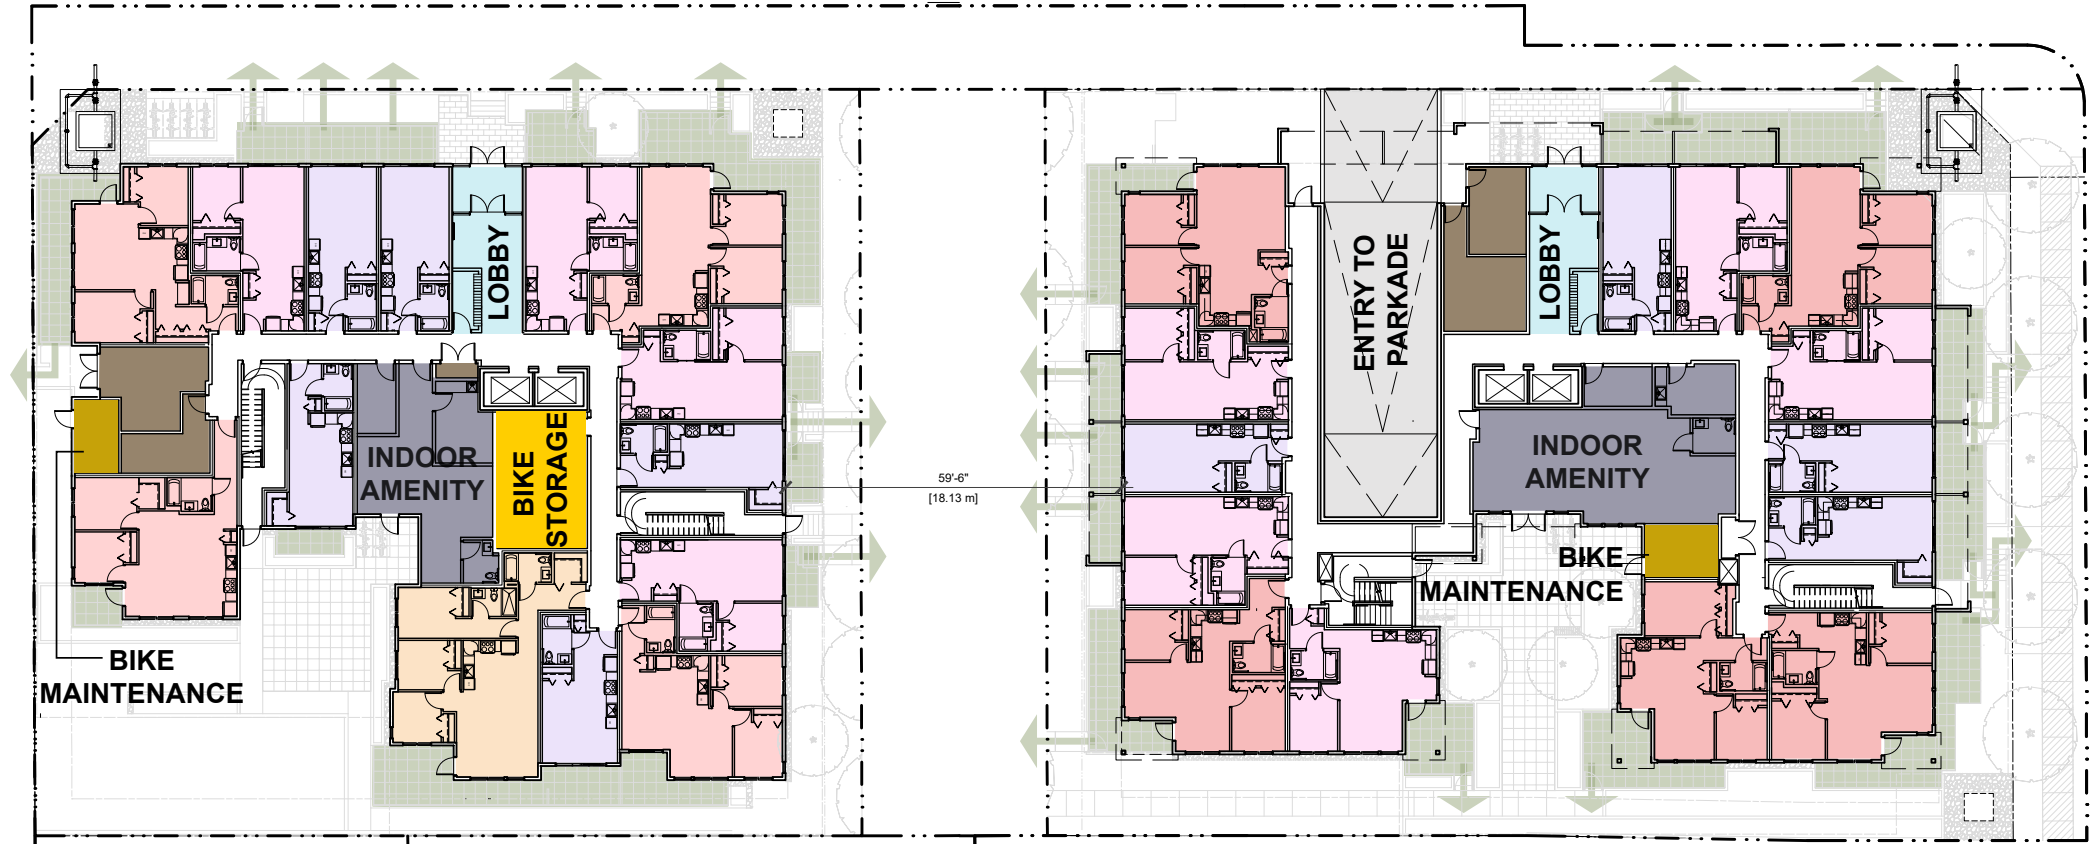 LOBBY
INDOOR
AMENITY
BIKE
STORAGE
BIKE
MAINTENANCE
59'-6"
[18.13 m]
ENTRY TO
PARKADE
LOBBY
INDOOR
AMENITY
BIKE
MAINTENANCE